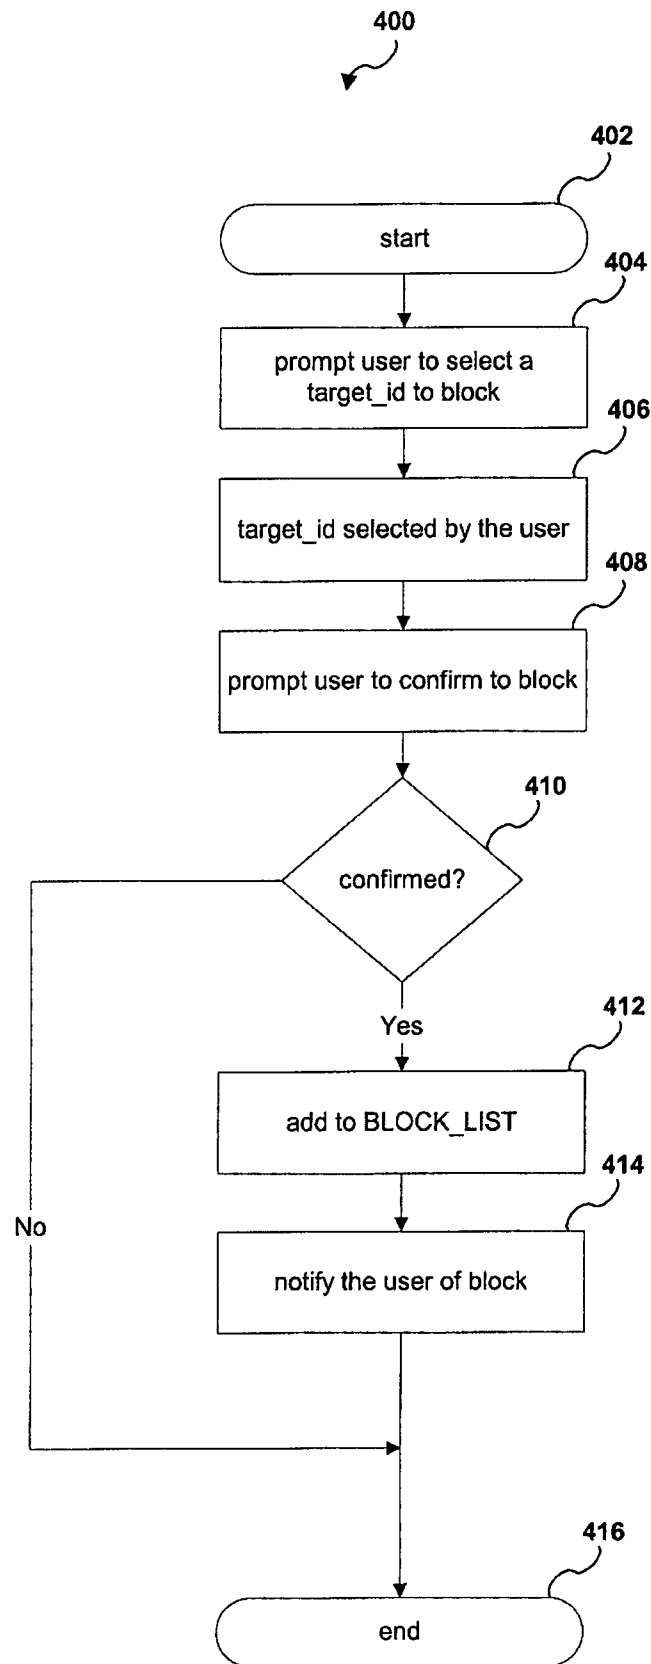 400
402
start
404
prompt user to select a
target_id to block
406
target_id selected by the user
408
prompt user to confirm to block
410
confirmed?
Yes
412
add to BLOCK_LIST
414
No
notify the user of block
416
end